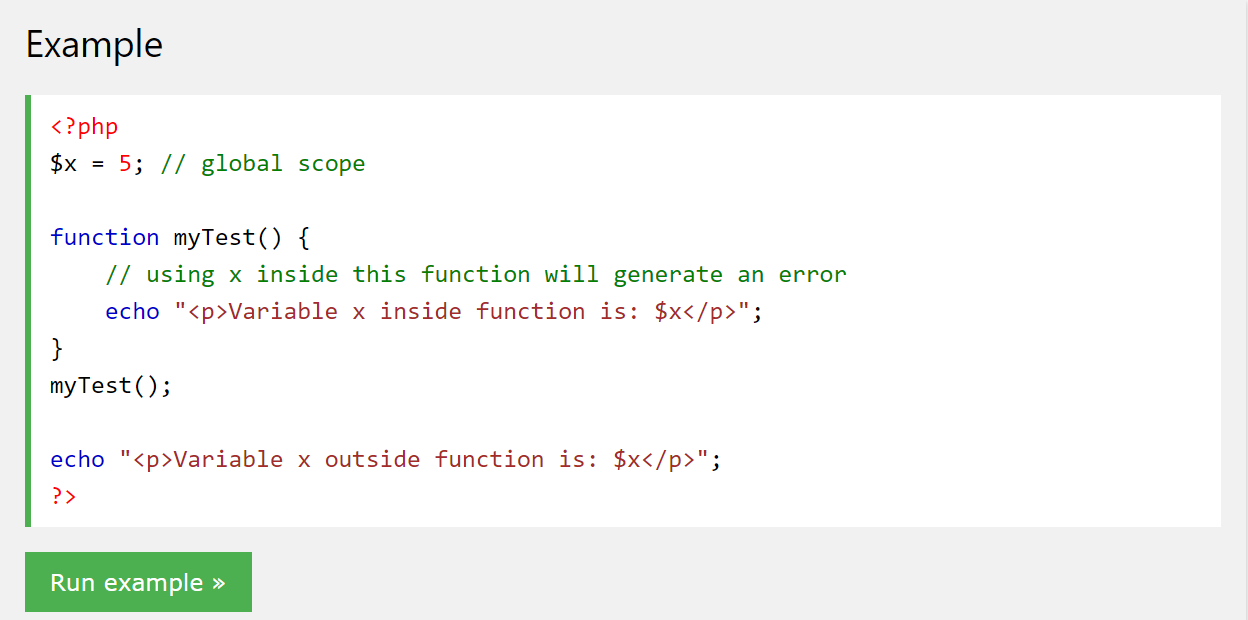 Example
<?php
$x = 5; // global scope
function myTest() {
    // using x inside this function will generate an error
    echo "<p>Variable x inside function is: $x</p>";
}
myTest();
echo "<p>Variable x outside function is: $x</p>";
?>
Run example »